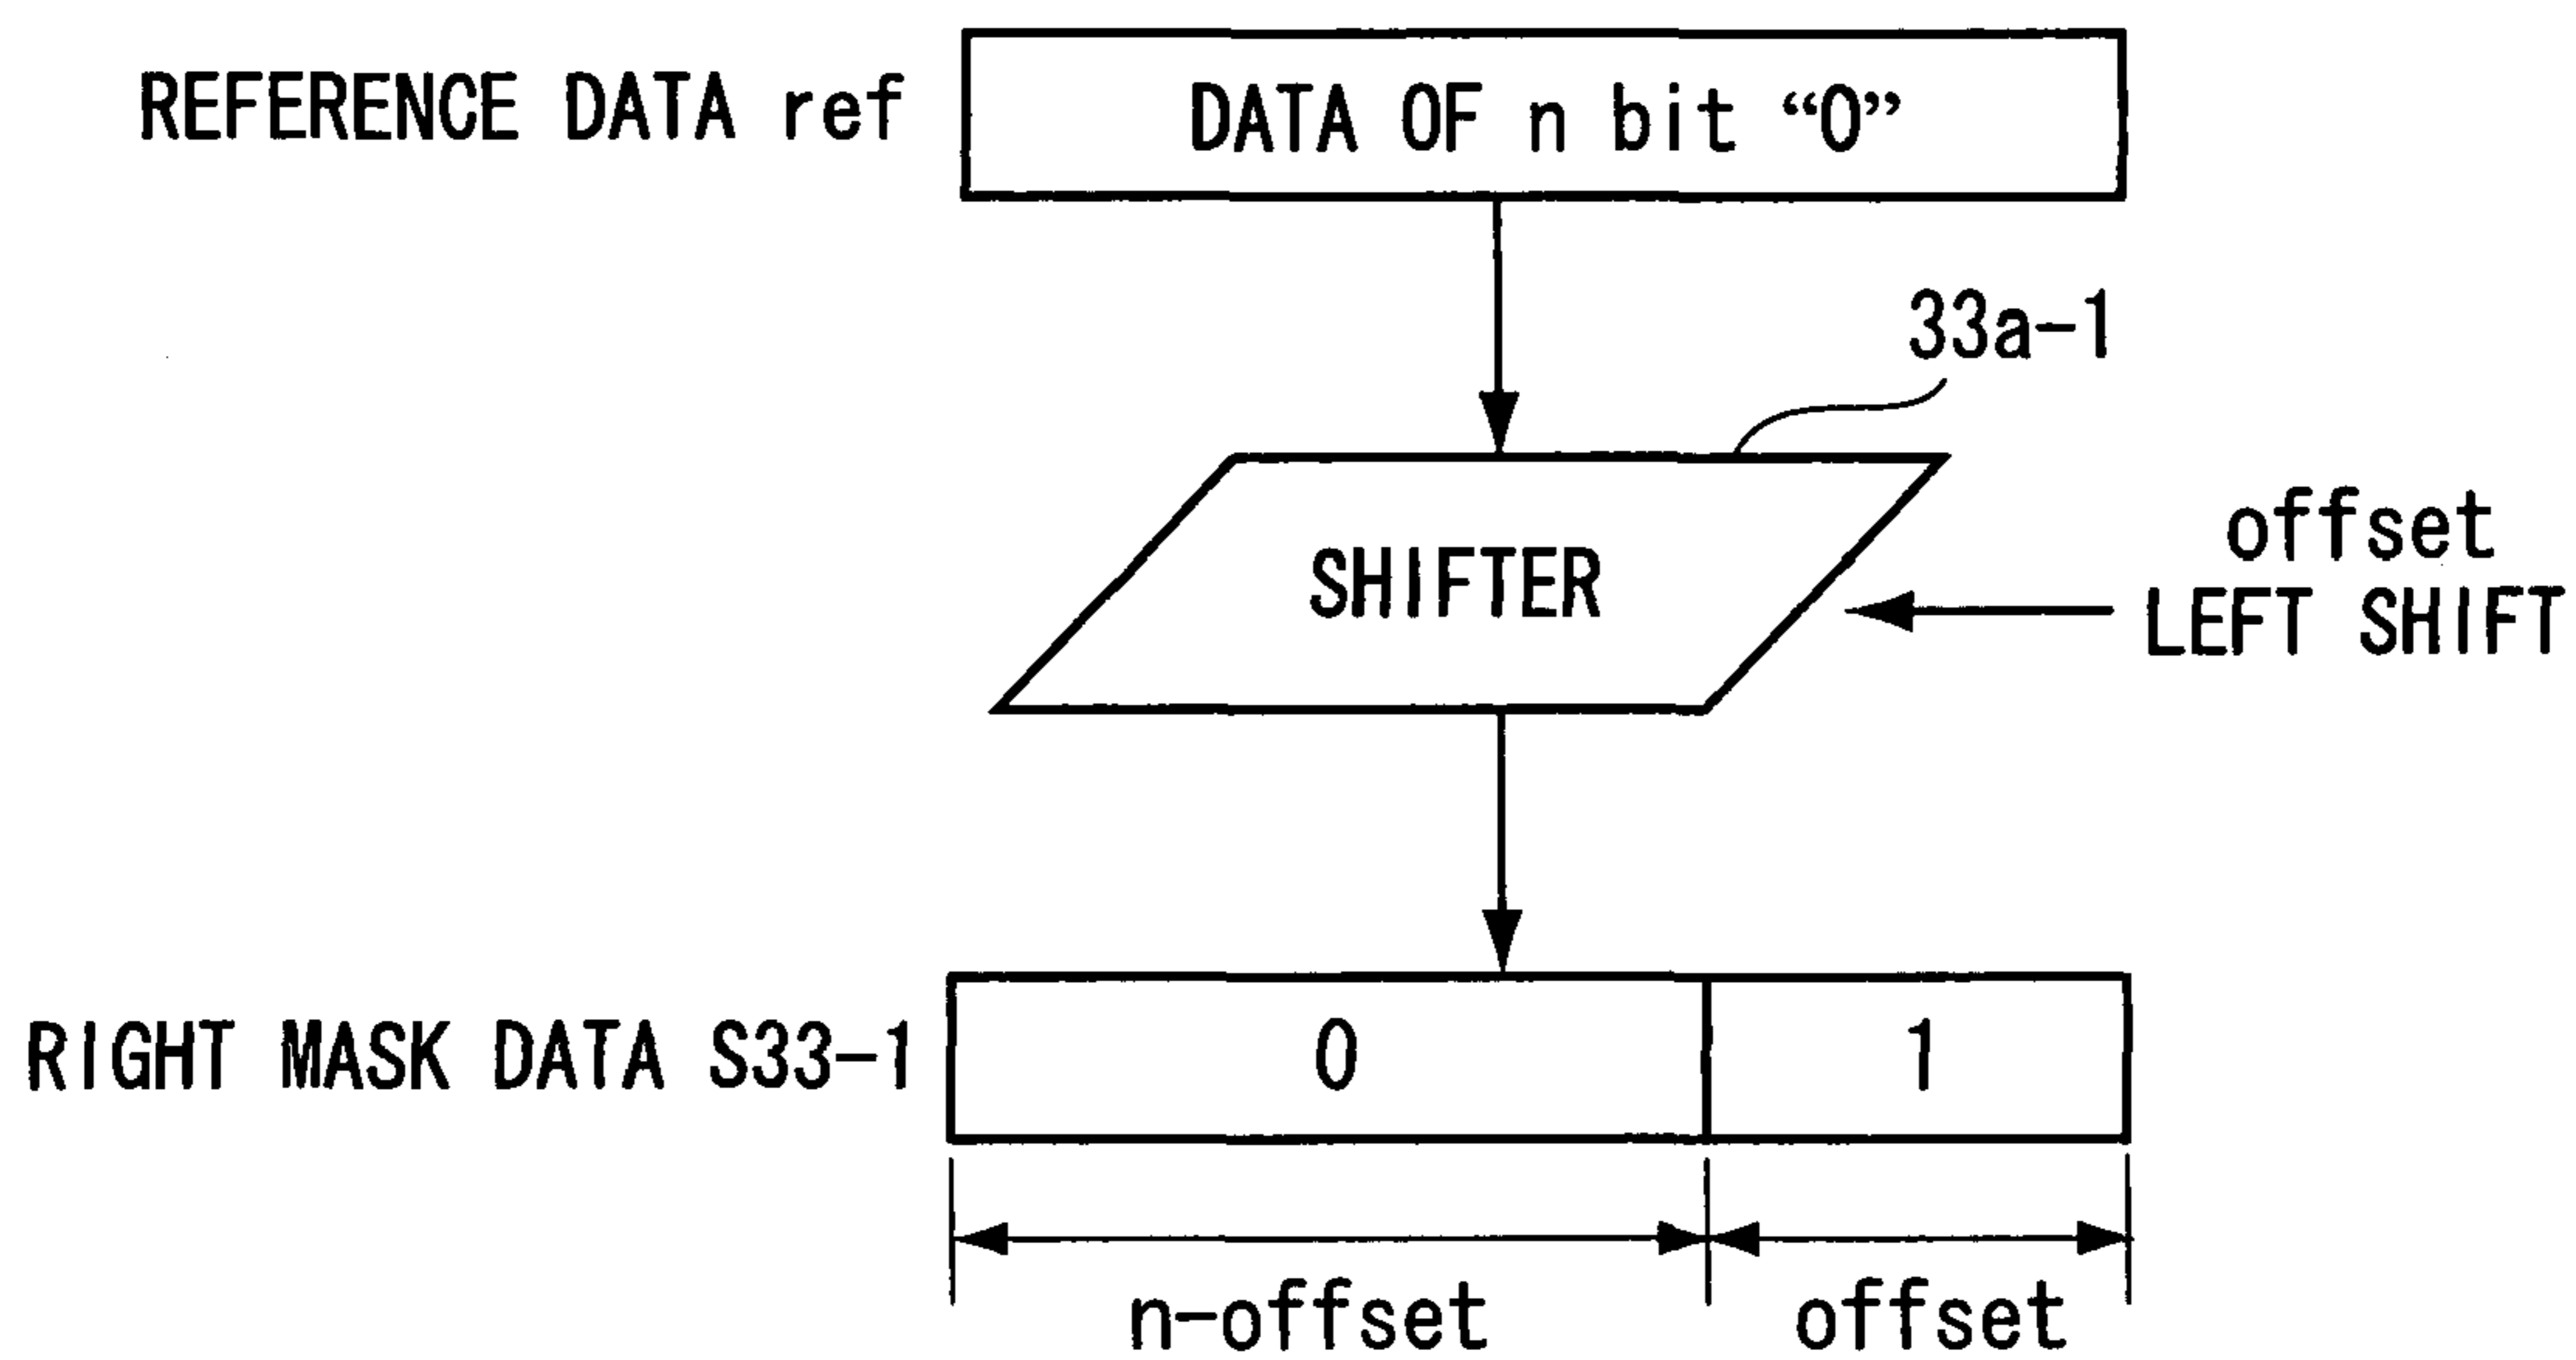 REFERENCE DATA ref
DATA OF n bit “0”
33a-1
SHIFTER
offset
LEFT SHIFT
RIGHT MASK DATA S33-1
0
1
n-offset
offset